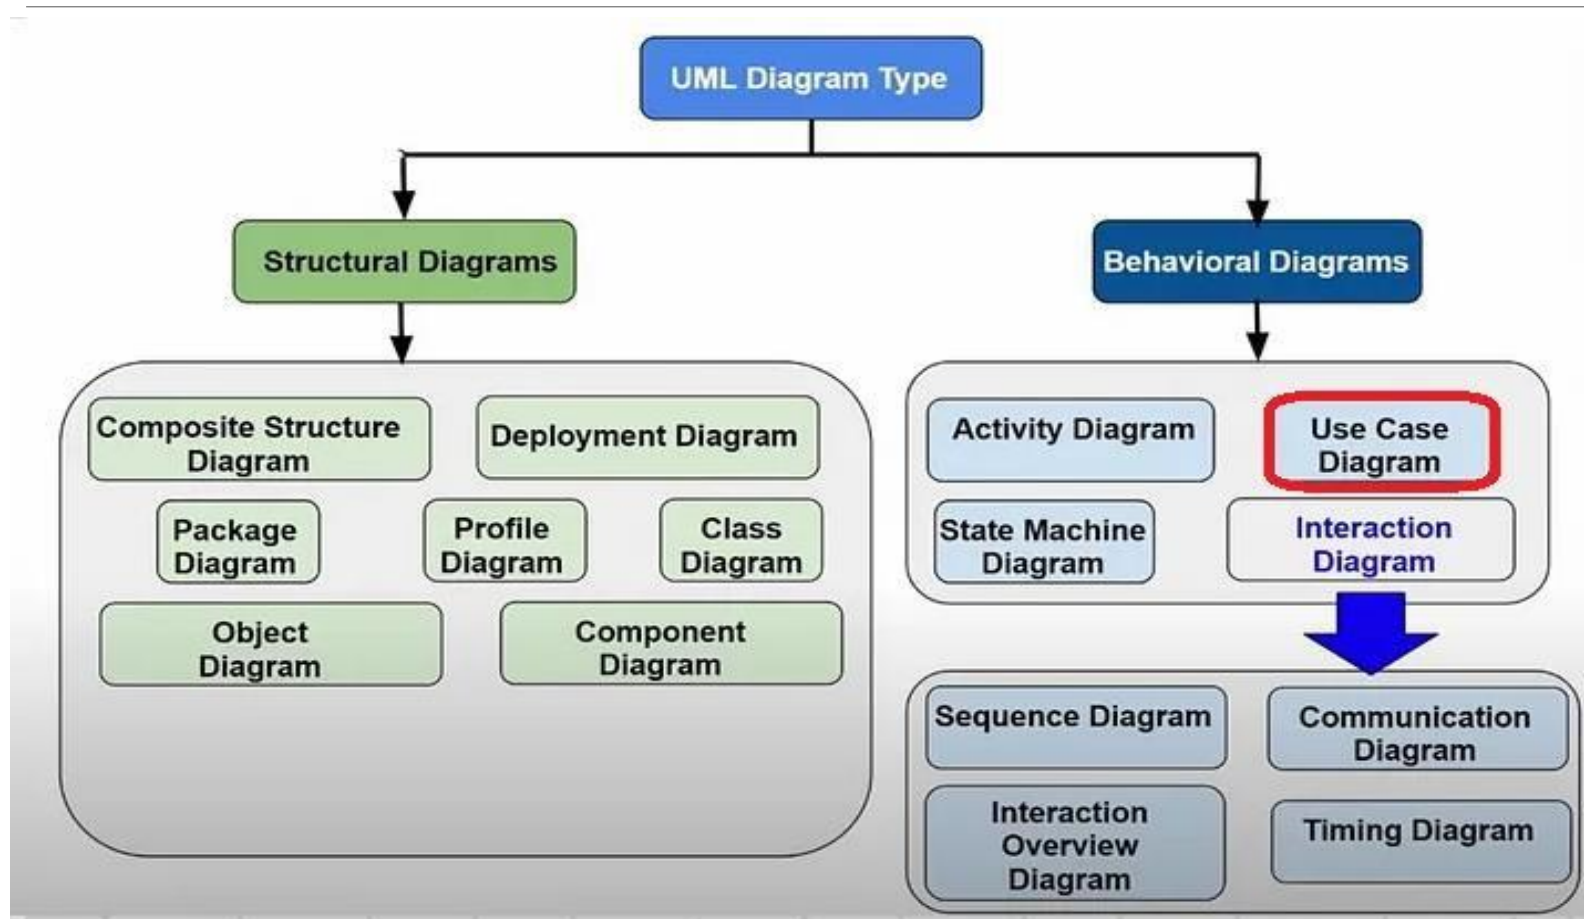 UML Diagram Type
Structural Diagrams
Behavioral Diagrams
Composite Structure
Diagram
Deployment Diagram
Package
Diagram
Profile
Diagram
Class
Diagram
Object
Diagram
Component
Diagram
Activity Diagram
Use Case
Diagram
State Machine
Diagram
Interaction
Diagram
Sequence Diagram
Communication
Diagram
Interaction
Overview
Diagram
Timing Diagram